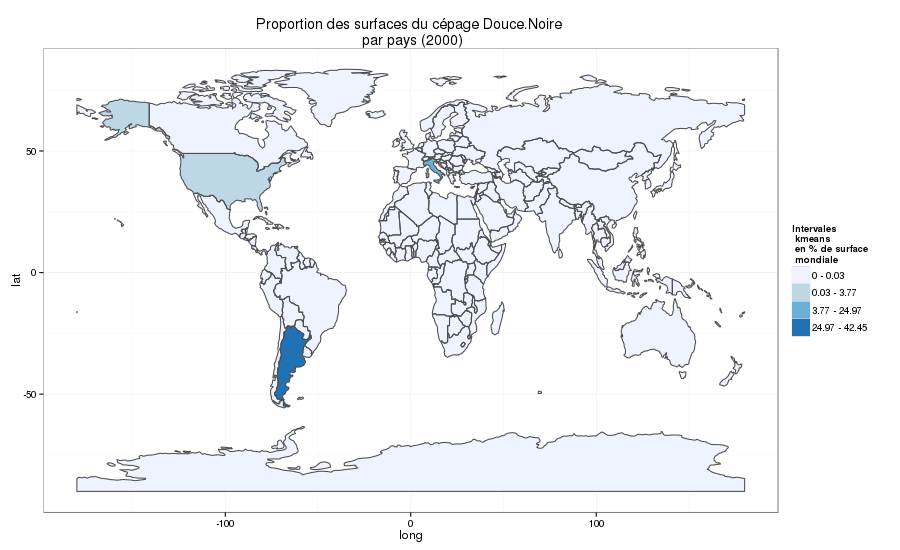 Proportion des surfaces du cépage Douce.Noire
par pays (2000)
50
0
-50
lat
-100
0
100
long
Intervales
kmeans
en % de surface
mondiale
0 - 0.03
0.03 - 3.77
3.77 - 24.97
24.97 - 42.45